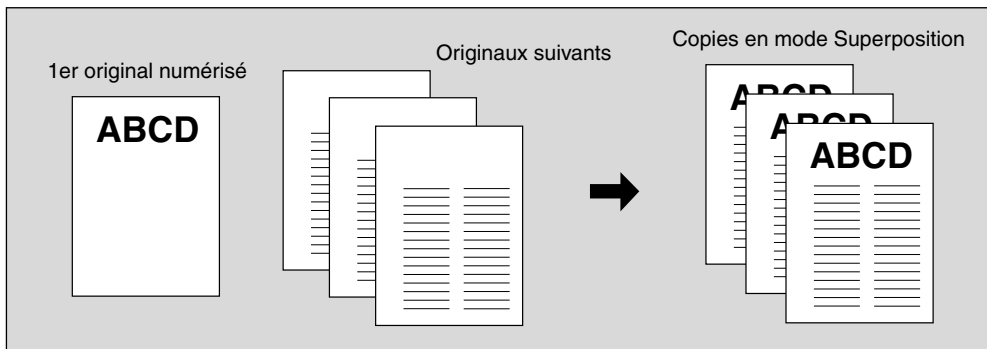 1er original numérisé
ABCD
Originaux suivants
Copies en mode Superposition
ABCD
ABCD
ABCD